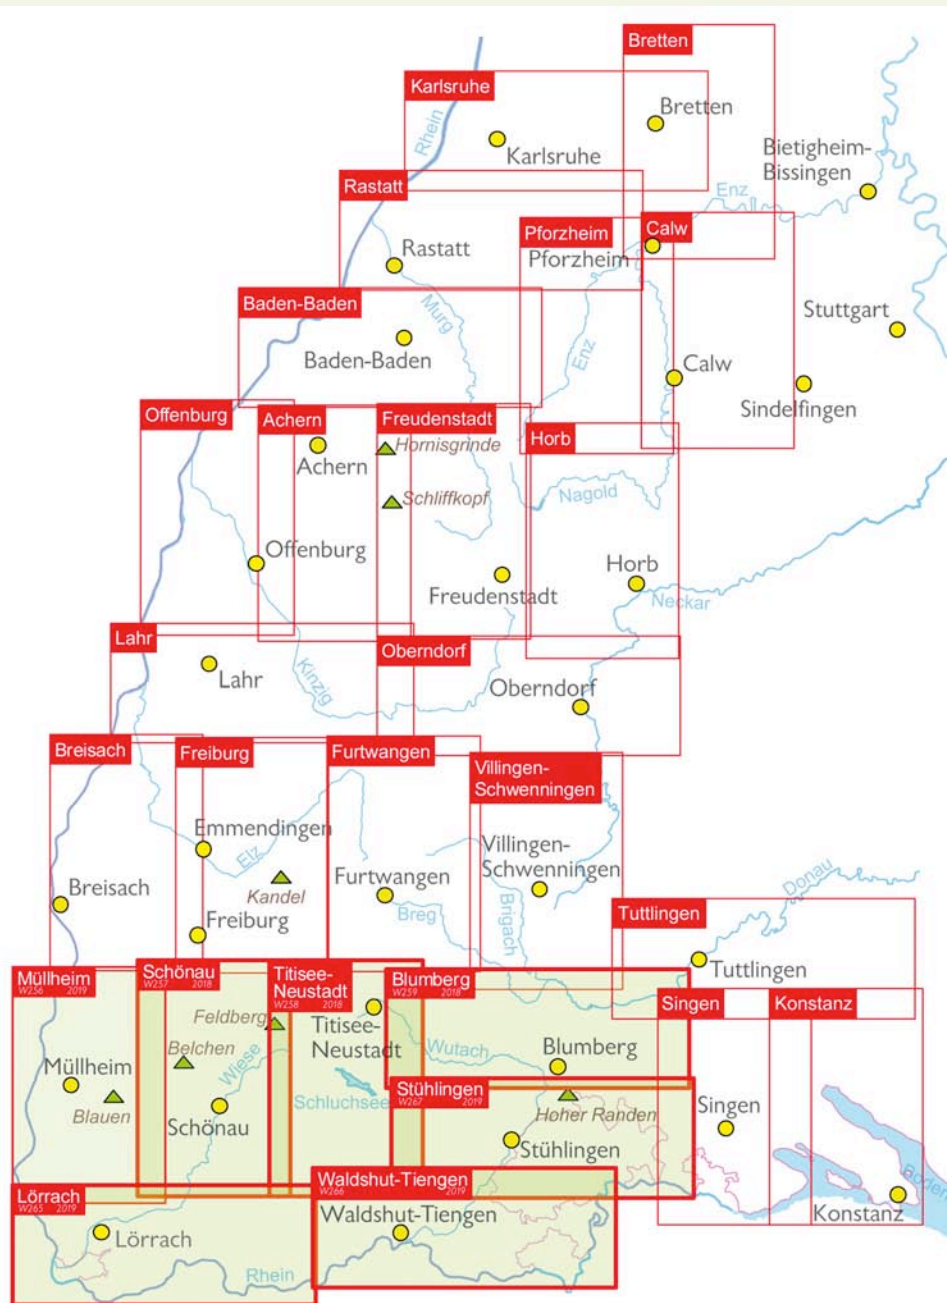 Bretten
Karlsruhe
Rhein
Bretten
Karlsruhe
Bietigheim-
Bissingen
Rastatt
Enz
Pforzheim
Calw
Rastatt
Pforzheim
Baden-Baden
Murg
Stuttgart
Baden-Baden
Enz
Calw
Sindelfingen
Offenburg
Achern
Freudenstadt
Horb
Hornisgrinde
Achern
Schliffkopf
Nagold
Offenburg
Horb
Freudenstadt
Neckar
Lahr
Oberndorf
Lahr
Kinzig
Oberndorf
Breisach
Freiburg
Furtwangen
Villingen-
Schwenningen
Emmendingen
Elz
Villingen-
Schwenningen
Breisach
Kandel
Furtwangen
Breg
Brigach
Donau
Freiburg
Tuttlingen
Tuttlingen
Müllheim
W256 2019
Schönau
W257 2018
Titisee-
Neustadt
W258 2018
Blumberg
W259 2018
Singen
Konstanz
Feldberg
Titisee-
Neustadt
Belchen
Wiese
Wutach
Blumberg
Müllheim
Blauen
Schluchsee
Stühlingen
W267 2019
Hoher Randen
Schönau
Singen
Stühlingen
Lörrach
W265 2019
Waldshut-Tiengen
W266 2019
Boden
Konstanz
Waldshut-Tiengen
Lörrach
Rhein